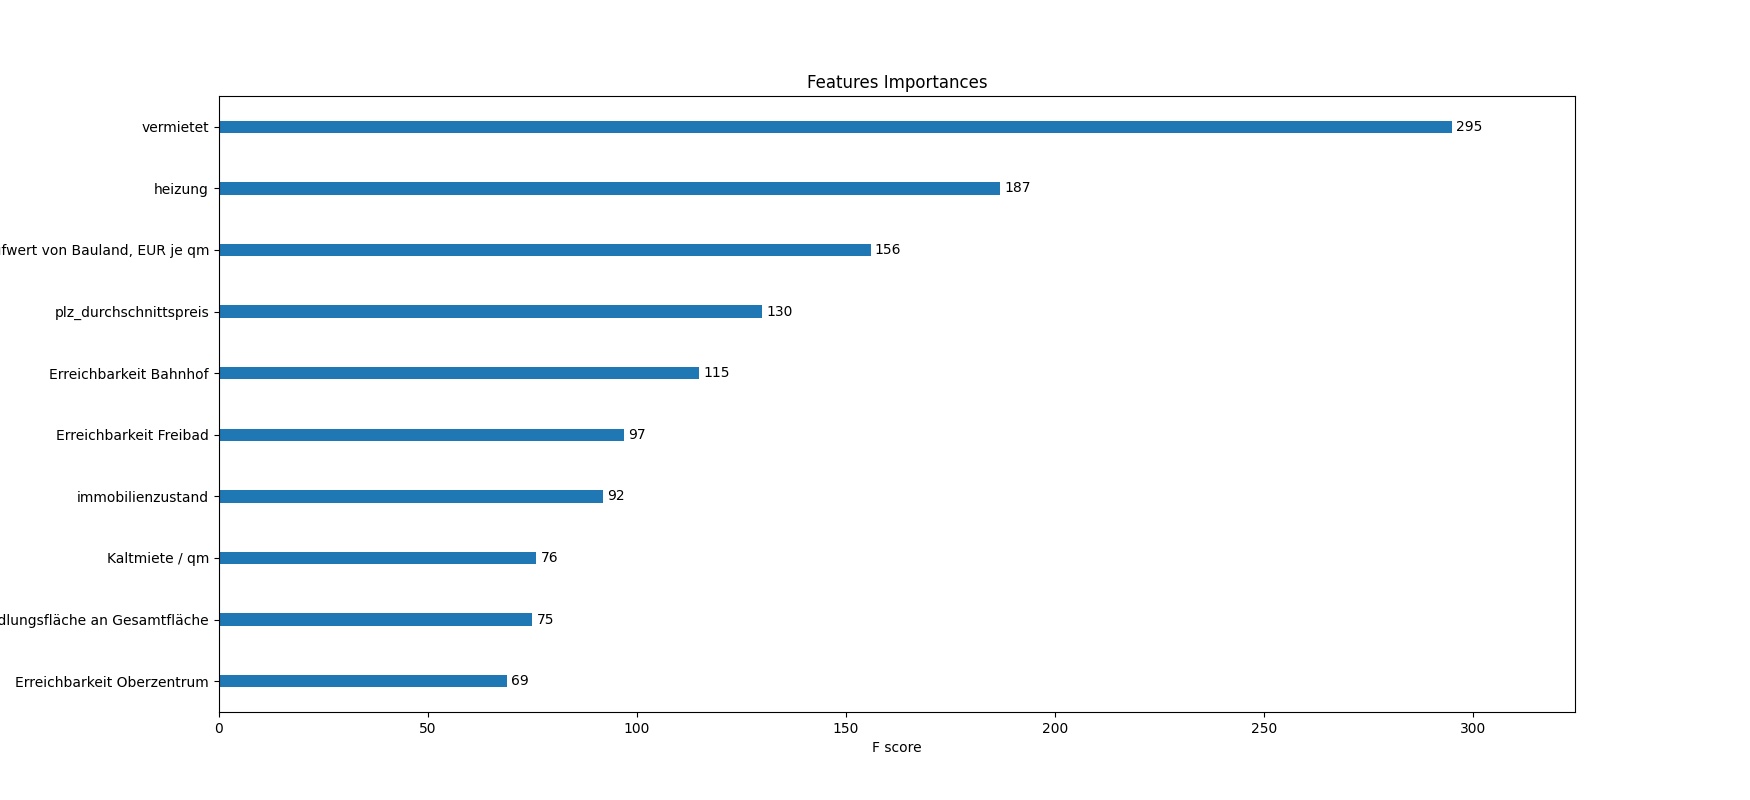 Features Importances
vermietet
295
heizung
187
fwert von Bauland, EUR je qm
156
plz_durchschnittspreis
130
Erreichbarkeit Bahnhof
115
Erreichbarkeit Freibad
97
immobilienzustand
92
Kaltmiete / qm
76
dlungsfläche an Gesamtfläche
75
Erreichbarkeit Oberzentrum
69
0 50 100 150 200 250 300
F score